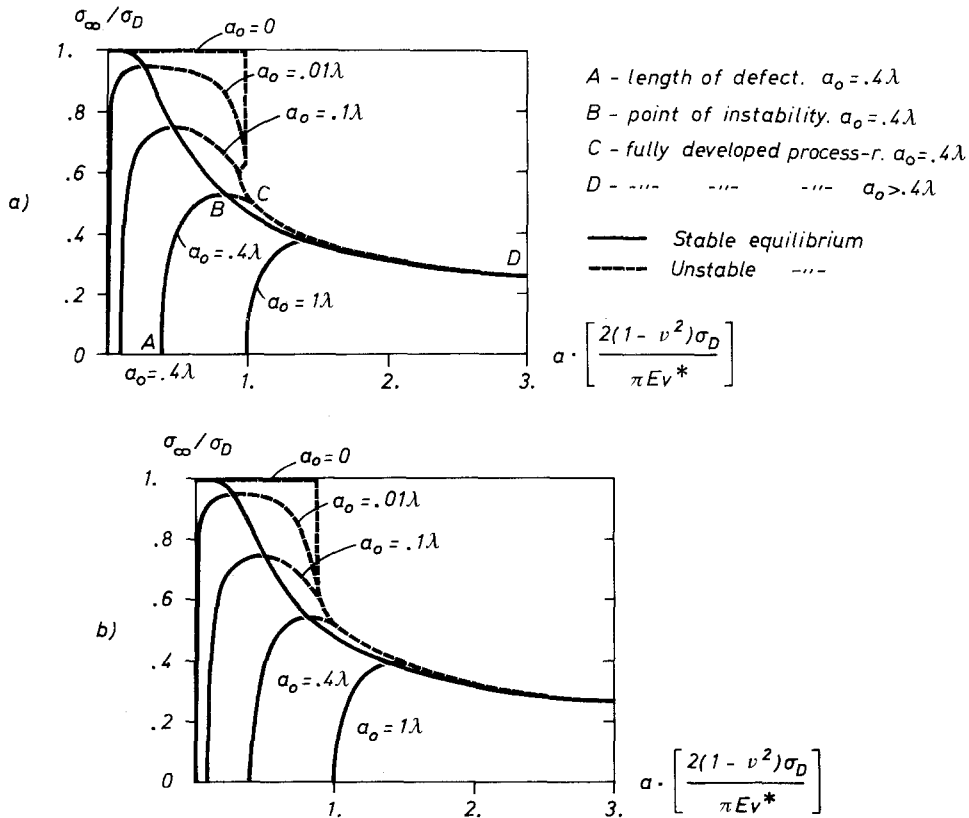 σ∞/σD
a₀=0
1.
a₀=.01λ
.8
a₀=.1λ
.6
C
a)
B
.4
a₀=.4λ
D
.2
a₀=1λ
A
0
a₀=.4λ
1.
2.
3.
a · [2(1-ν²)σD / πEv*]
A - length of defect. a₀=.4λ
B - point of instability. a₀=.4λ
C - fully developed process-r. a₀=.4λ
D - -"- -"- -"- a₀>.4λ
Stable equilibrium
Unstable -"-
σ∞/σD
a₀=0
1.
a₀=.01λ
.8
a₀=.1λ
.6
b)
.4
a₀=.4λ
.2
a₀=1λ
0
1.
2.
3.
a · [2(1-ν²)σD / πEv*]